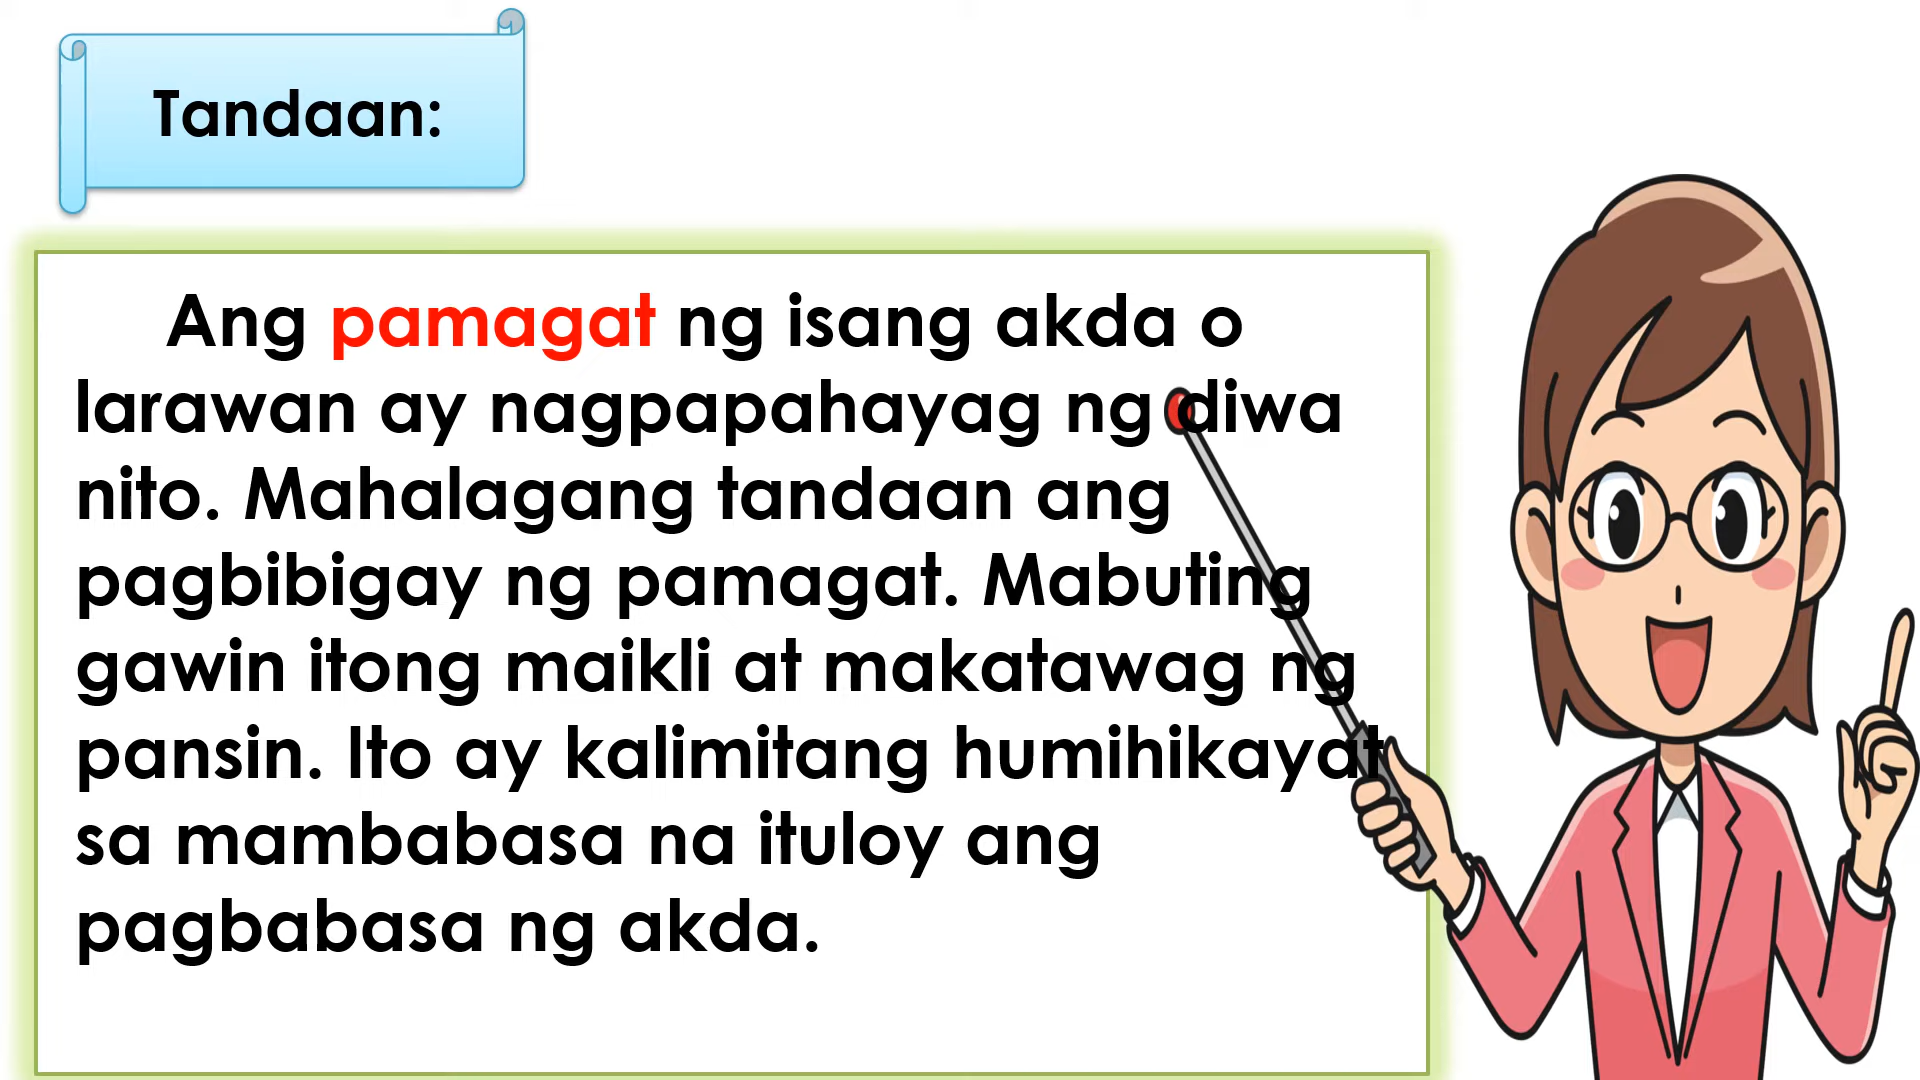 Tandaan:
Ang pamagat ng isang akda o
larawan ay nagpapahayag ng diwa
nito. Mahalagang tandaan ang
pagbibigay ng pamagat. Mabuting
gawin itong maikli at makatawag ng
pansin. Ito ay kalimitang humihikayat
sa mambabasa na ituloy ang
pagbabasa ng akda.